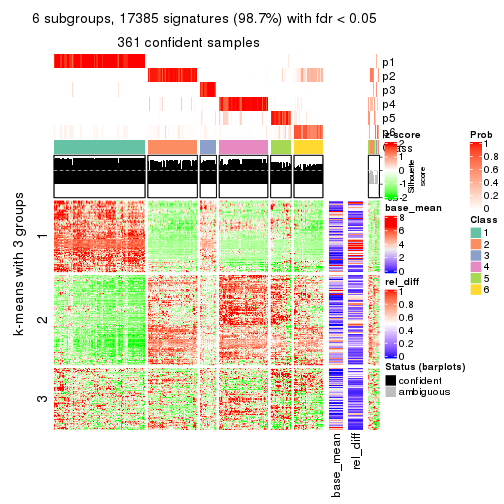 6 subgroups, 17385 signatures (98.7%) with fdr < 0.05
361 confident samples
p1
p2
p3
p4
p5
p6
Class
Silhouette
score
k-means with 3 groups
1
2
3
base_mean
rel_diff
z-score
2
1
0
-1
-2
base_mean
8
6
4
2
0
rel_diff
1
0.8
0.6
0.4
0.2
0
Status (barplots)
confident
ambiguous
Prob
1
0.8
0.6
0.4
0.2
0
Class
1
2
3
4
5
6